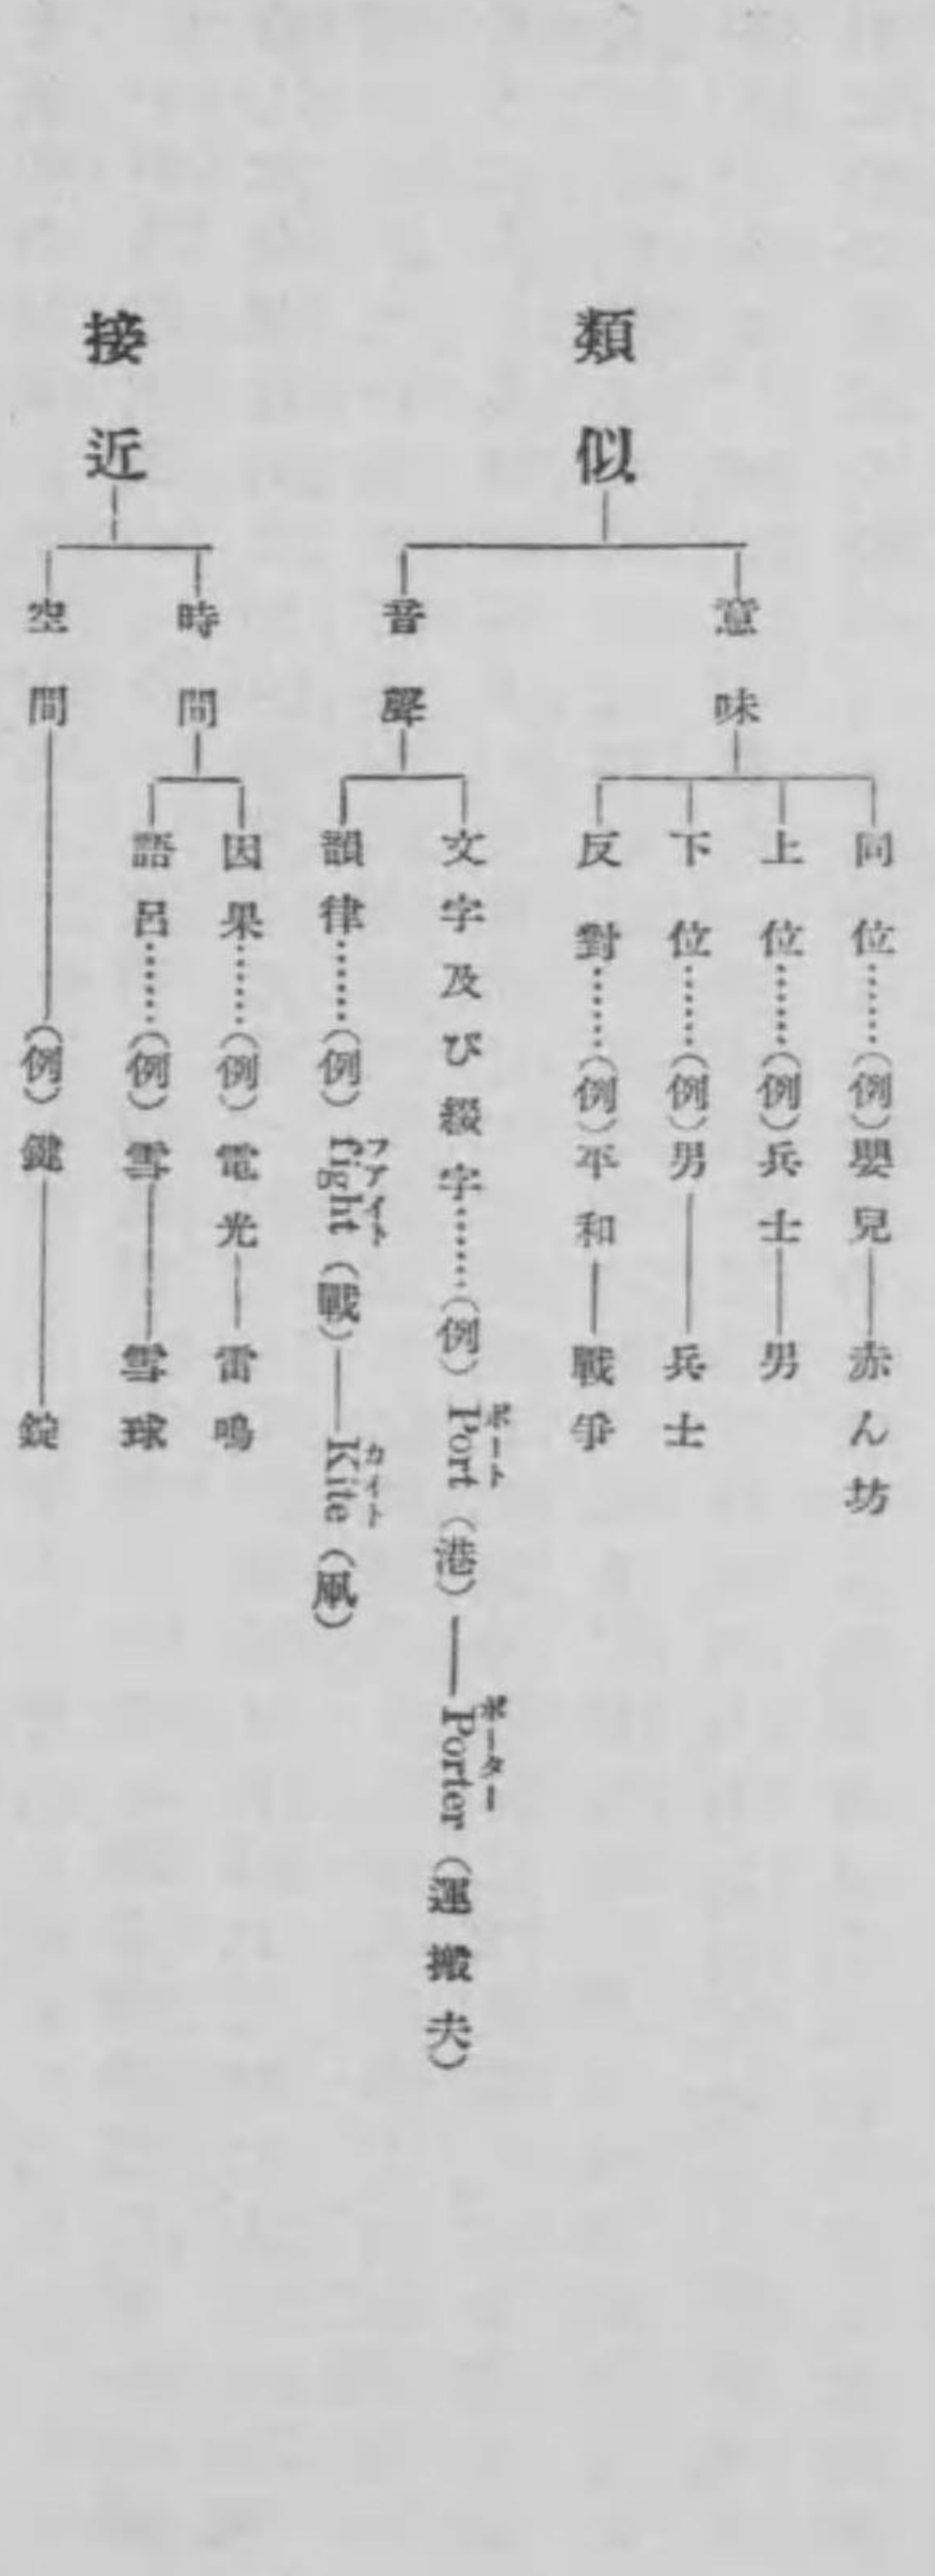 類似
意味
同位……(例)嬰兒――赤ん坊
上位……(例)兵士――男
下位……(例)男――兵士
反對……(例)平和――戰爭
音聲
文字及び綴字……(例) Port (港)――Porter (運搬夫)
ポート ポーター
韻律……(例) fight (戰)――Kite (凧)
フアイト カイト
接近
時間
因果……(例)電光――雷鳴
語呂……(例)雪――雪球
空間――(例)鍵――錠